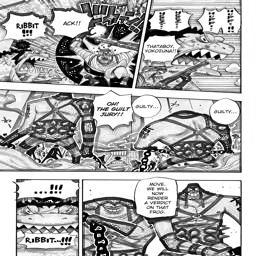 THATABOY,
YOKOZUNA!!
ACK!!
RIBBIT
!!!
GUILTY...
GUILTY...
OH!
THE GUILT
JURY!!
MOVE,
WE WILL
NOW
RENDER
A VERDICT
ON THAT
FROG.
...!!!
RIBBIT...!!!